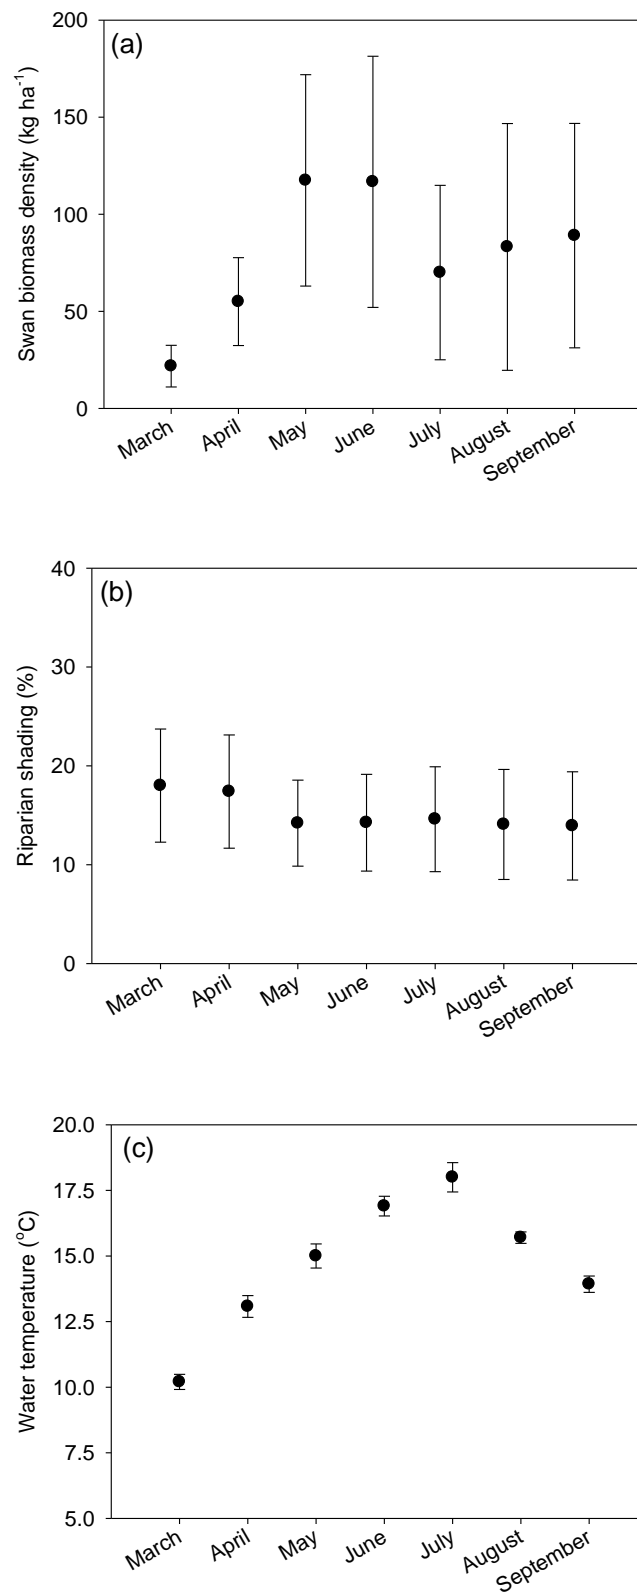 (a)
Swan biomass density (kg ha-1)
200
150
100
50
0
March
April
May
June
July
August
September
(b)
Riparian shading (%)
40
30
20
10
0
March
April
May
June
July
August
September
(c)
Water temperature (oC)
20.0
17.5
15.0
12.5
10.0
7.5
5.0
March
April
May
June
July
August
September